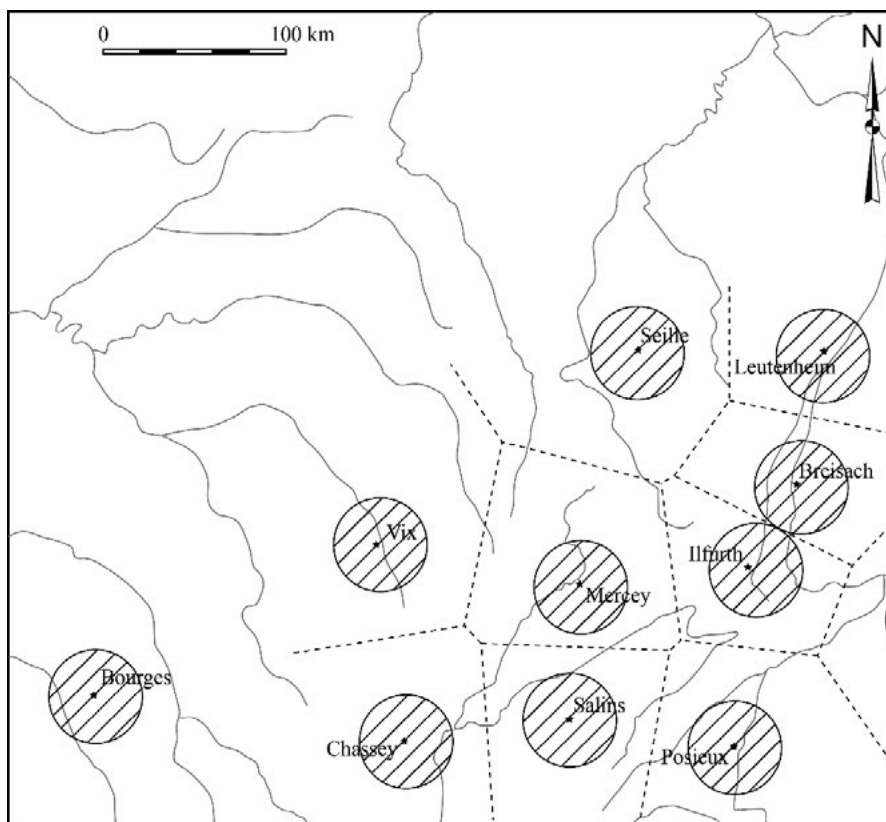 0 100 km
N
Seille
Leutenheim
Breisach
Vix
Ilfurth
Mercey
Bourges
Salins
Chassey
Posieux